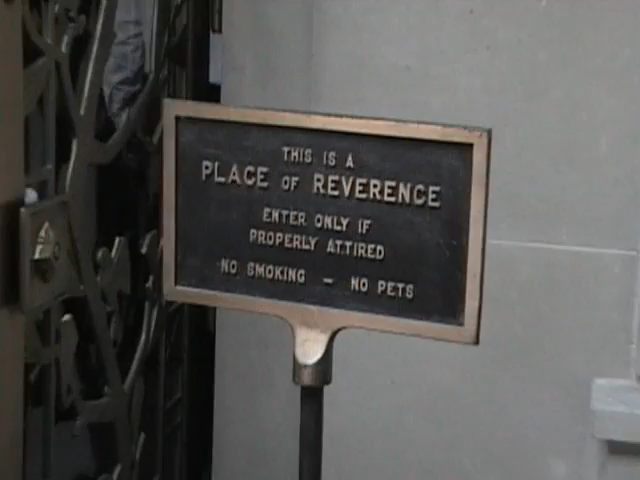 THIS IS A
PLACE OF REVERENCE
ENTER ONLY IF
PROPERLY ATTIRED
NO SMOKING – NO PETS